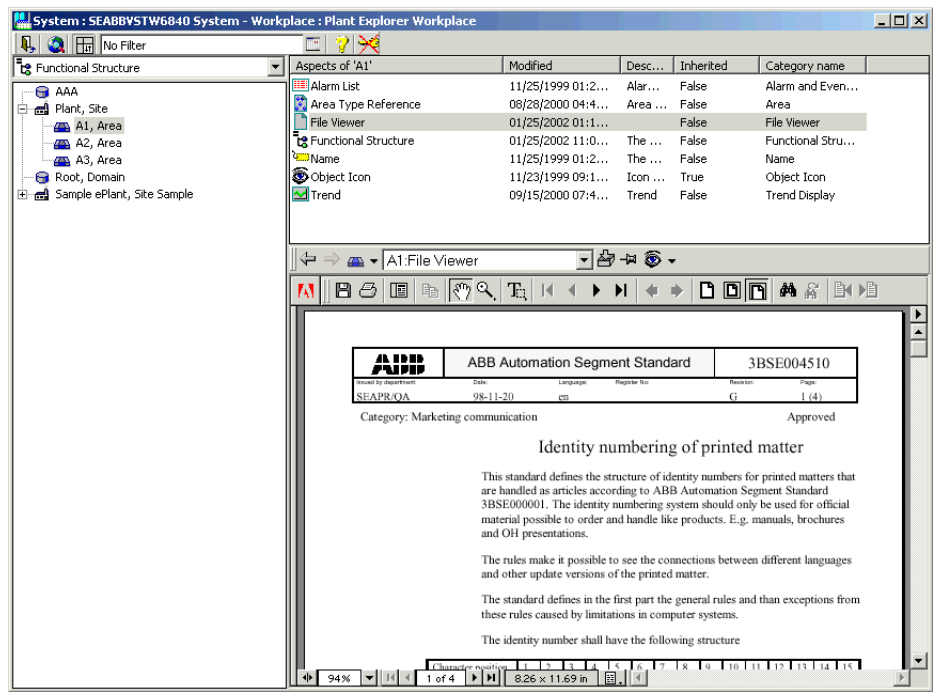 System : SEABB¥STW6840 System - Workplace : Plant Explorer Workplace
No Filter
Functional Structure
AAA
Plant, Site
A1, Area
A2, Area
A3, Area
Root, Domain
Sample ePlant, Site Sample
Aspects of 'A1' Modified Desc... Inherited Category name
Alarm List 11/25/1999 01:2... Alar... False Alarm and Even...
Area Type Reference 08/28/2000 04:4... Area ... False Area
File Viewer 01/25/2002 01:1... False File Viewer
Functional Structure 01/25/2002 11:0... The ... False Functional Stru...
Name 11/25/1999 01:2... The ... False Name
Object Icon 11/23/1999 09:1... Icon ... True Object Icon
Trend 09/15/2000 07:4... Trend False Trend Display
A1:File Viewer
ABB ABB Automation Segment Standard 3BSE004510
Issued by department: Date: Language: Register No: Revision: Page:
SEAPR/QA 98-11-20 en G 1 (4)
Category: Marketing communication Approved
Identity numbering of printed matter
This standard defines the structure of identity numbers for printed matters that
are handled as articles according to ABB Automation Segment Standard
3BSE000001. The identity numbering system should only be used for official
material possible to order and handle like products. E.g. manuals, brochures
and OH presentations.
The rules make it possible to see the connections between different languages
and other update versions of the printed matter.
The standard defines in the first part the general rules and than exceptions from
these rules caused by limitations in computer systems.
The identity number shall have the following structure
Character position 1 2 3 4 5 6 7 8 9 10 11 12 13 14 15
94% 1 of 4 8.26 × 11.69 in